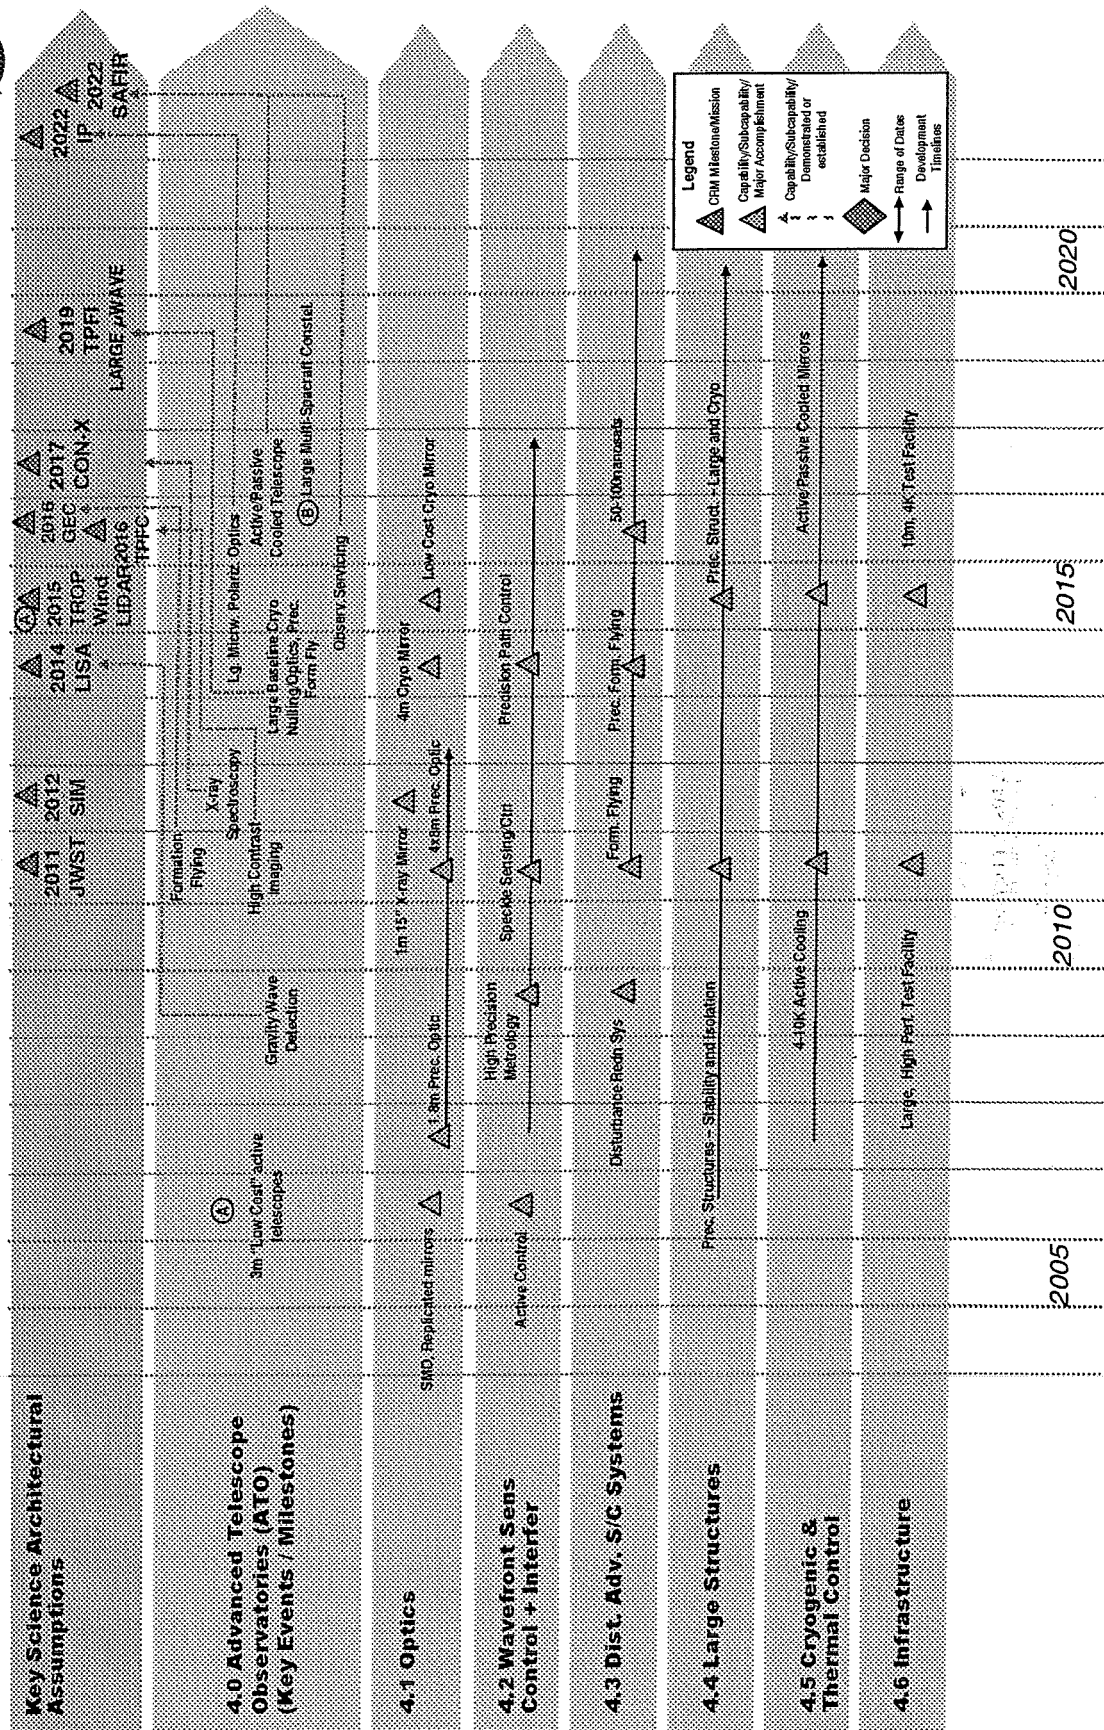 Key Science Architectural
Assumptions
2011
JWST
2012
SIM
2014
LISA
A
2015
TROP
Wind
LIDAR
2016
GEC
2016
TPFC
2017
CON-X
2019
TPFI
LARGE μWAVE
2022
IP
2022
SAFIR
4.0 Advanced Telescope
Observatories (ATO)
(Key Events / Milestones)
A
3m "Low Cost" active
telescopes
Gravity Wave
Detection
Formation
Flying
X-ray
Spectroscopy
High Contrast
Imaging
Lg. Micrw. Polariz. Optics
Large Baseline Cryo
Nulling Optics, Prec.
Form Fly
Active/Passive
Cooled Telescope
B Large Multi-Spacraft Constel
Observ. Servicing
4.1 Optics
SMD, Replicated mirrors
1.8m Prec. Optic
1m 15" X-ray Mirror
4x8m Prec. Optic
4m Cryo Mirror
Low Cost Cryo Mirror
4.2 Wavefront Sens
Control + Interfer
Active Control
High Precision
Metrology
Speckle Sensing/Ctrl
Precision Path Control
4.3 Dist. Adv. S/C Systems
Disturbance Redn Sys
Form. Flying
Prec. Form. Flying
50-100nanosats
4.4 Large Structures
Prec. Structures - Stability and Isolation
Prec. Struct. - Large and Cryo
4.5 Cryogenic &
Thermal Control
4-10K Active Cooling
Active/Passive Cooled Mirrors
4.6 Infrastructure
Large, High Perf. Test Facility
10m, 4K Test Facility
Legend
CRM Milestone/Mission
Capability/Subcapability/
Major Accomplishment
Capability/Subcapability/
Demonstrated or
established
Major Decision
Range of Dates
Development
Timelines
2005
2010
2015
2020